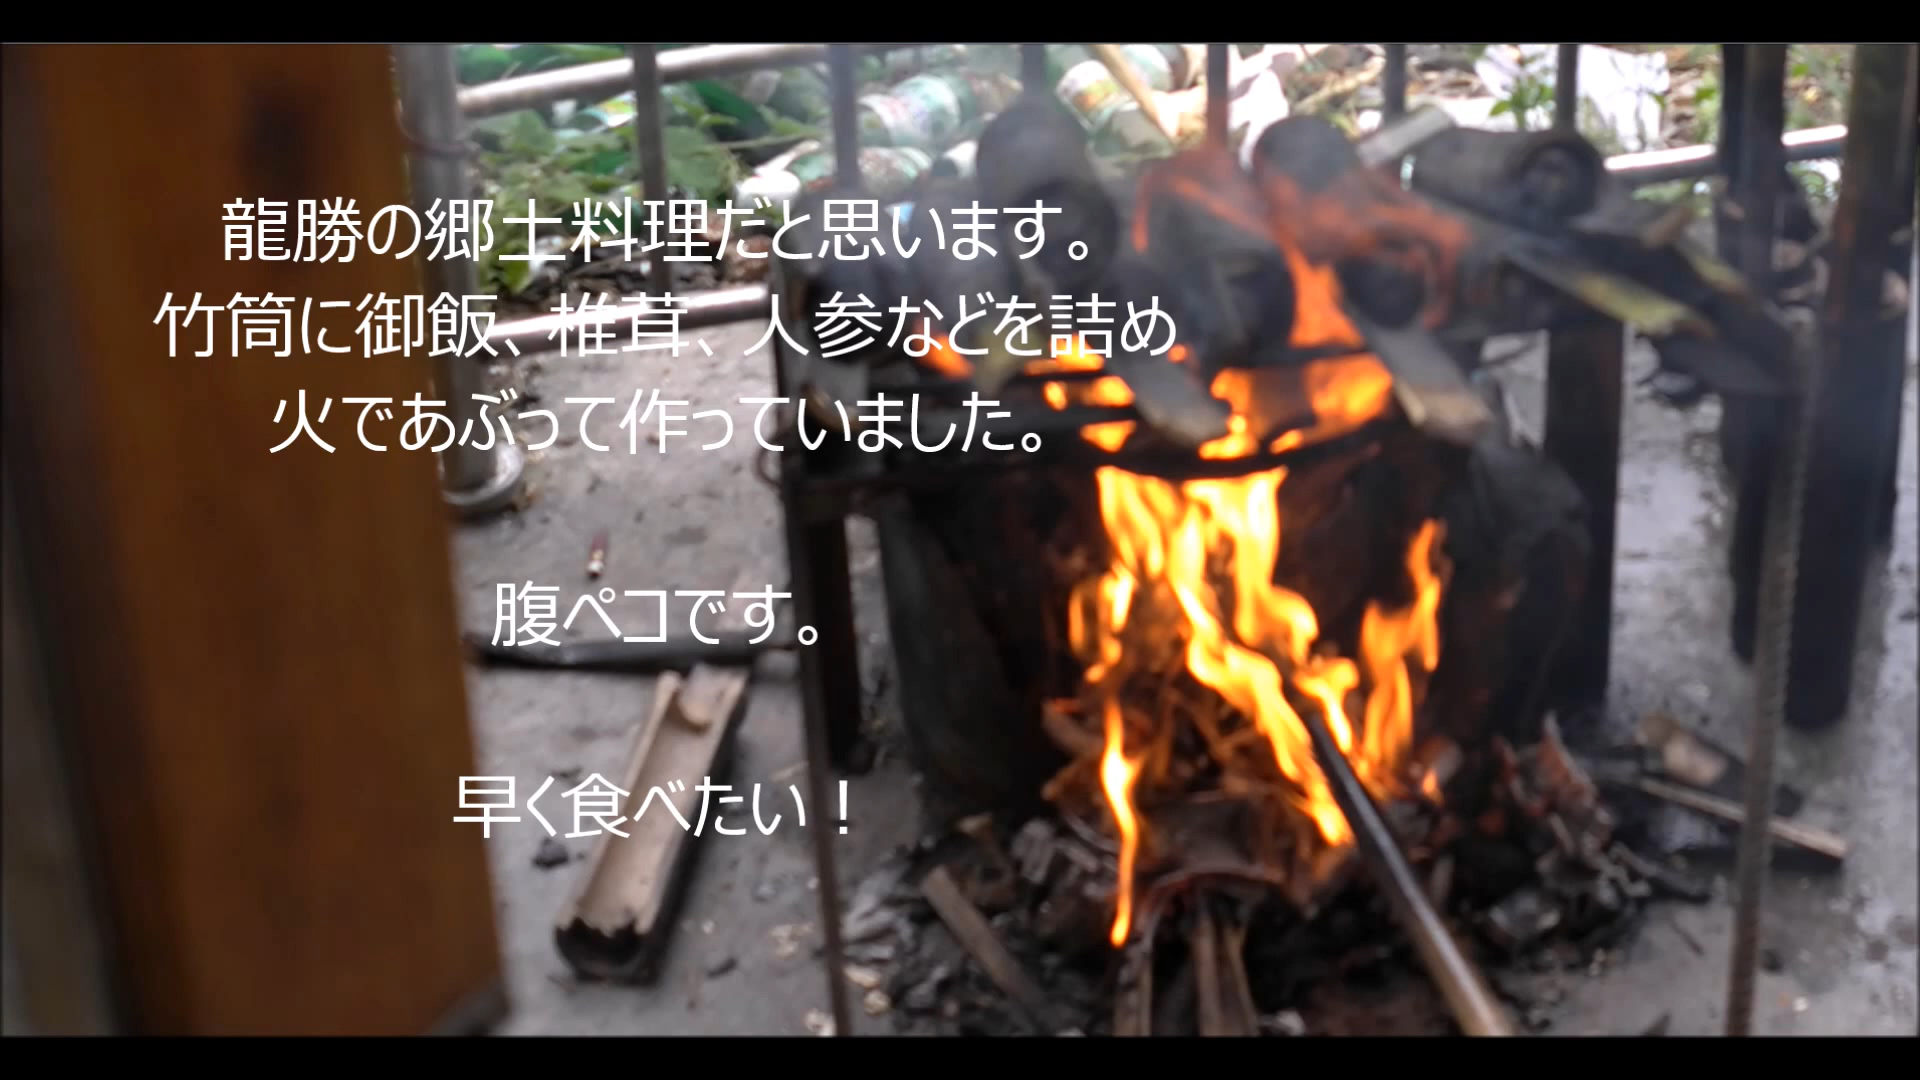 龍勝の郷土料理だと思います。
竹筒に御飯、椎茸、人参などを詰め
火であぶって作っていました。
腹ペコです。
早く食べたい！